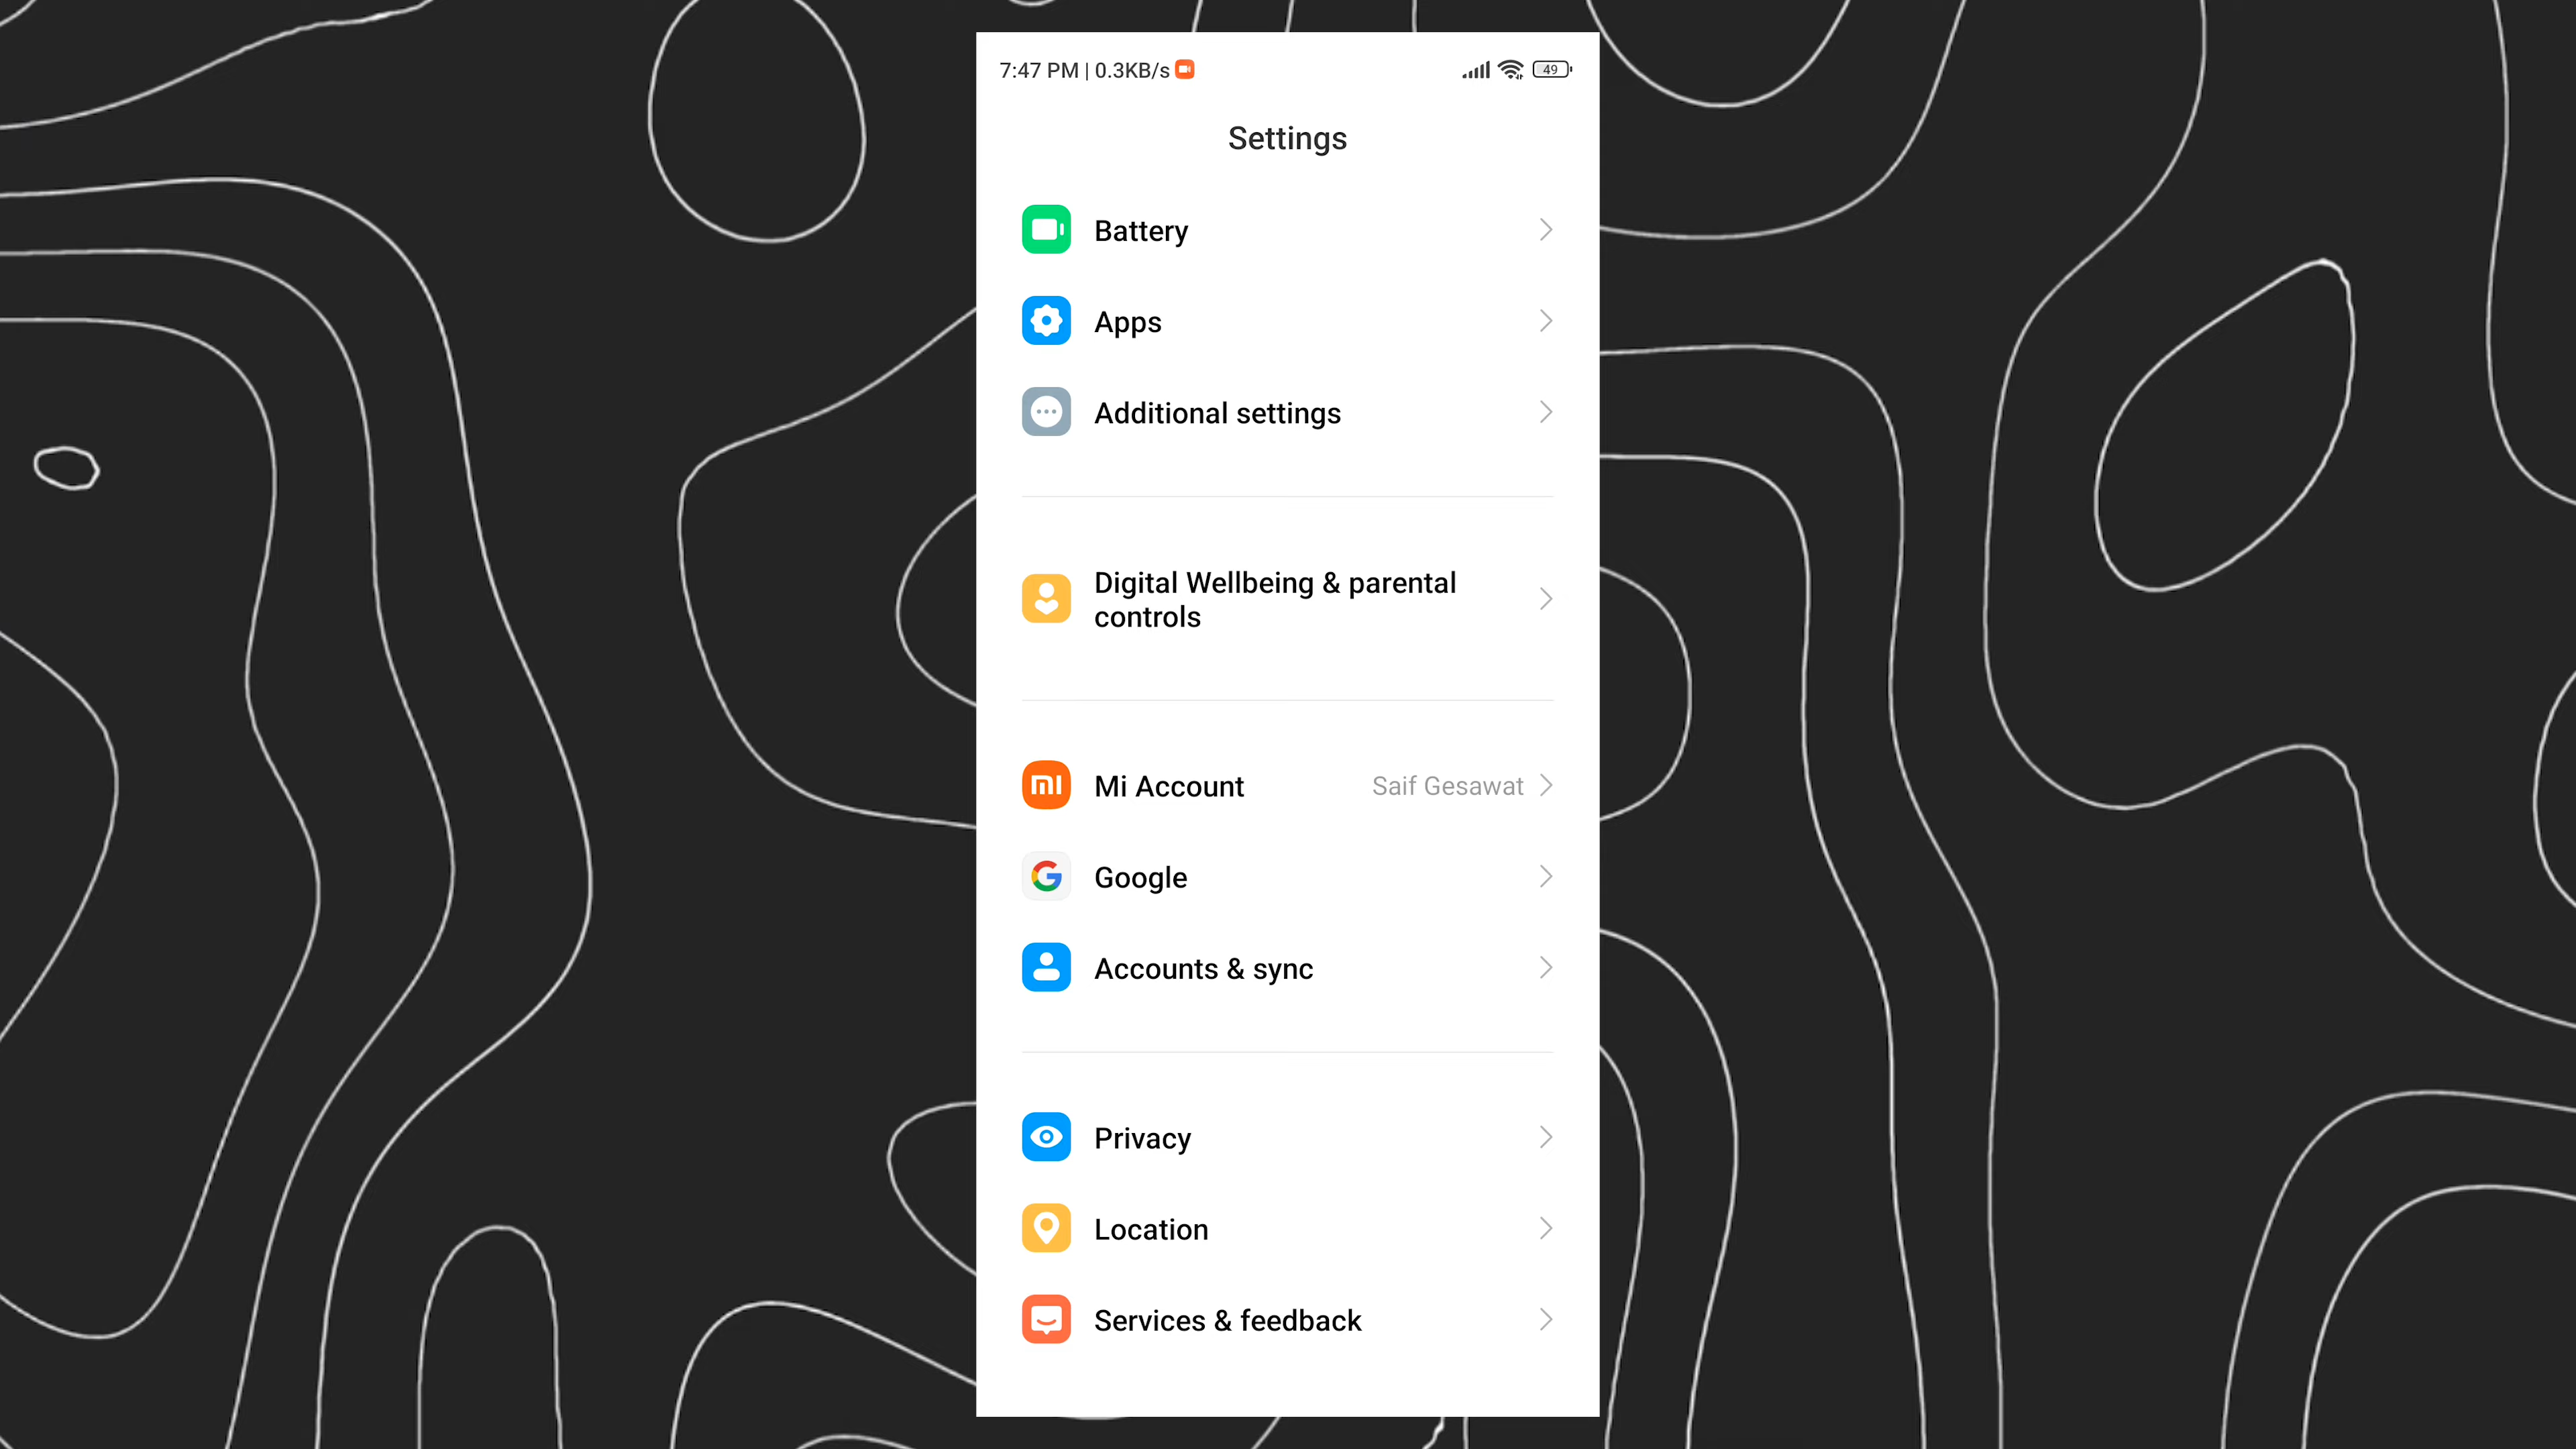 7:47 PM | 0.3KB/s
49
Settings
Battery
Apps
Additional settings
Digital Wellbeing & parental
controls
Mi Account
Saif Gesawat
Google
Accounts & sync
Privacy
Location
Services & feedback